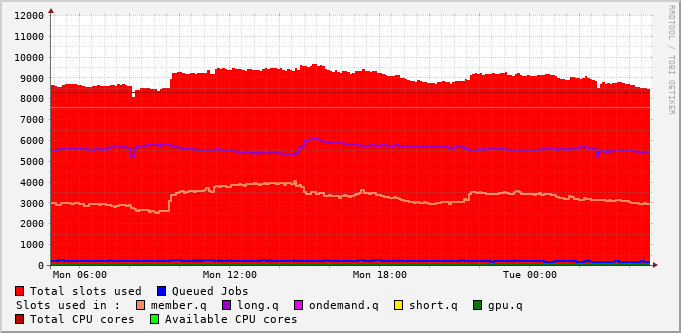 12000
11000
10000
9000
8000
7000
6000
5000
4000
3000
2000
1000
0
Mon 06:00 Mon 12:00 Mon 18:00 Tue 00:00
RRDTOOL / TOBI OETIKER
Total slots used Queued Jobs
Slots used in : member.q long.q ondemand.q short.q gpu.q
Total CPU cores Available CPU cores